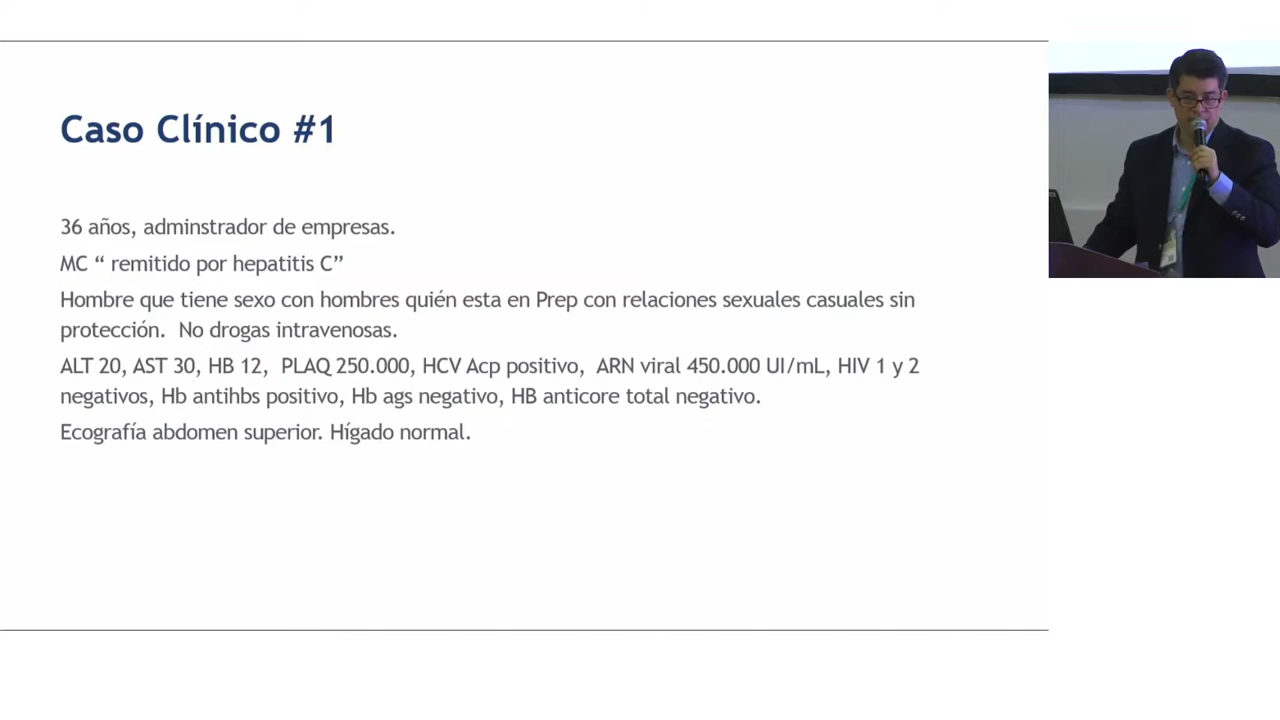 Caso Clínico #1
36 años, adminstrador de empresas.
MC “ remitido por hepatitis C”
Hombre que tiene sexo con hombres quién esta en Prep con relaciones sexuales casuales sin
protección.  No drogas intravenosas.
ALT 20, AST 30, HB 12,  PLAQ 250.000, HCV Acp positivo,  ARN viral 450.000 UI/mL, HIV 1 y 2
negativos, Hb antihbs positivo, Hb ags negativo, HB anticore total negativo.
Ecografía abdomen superior. Hígado normal.